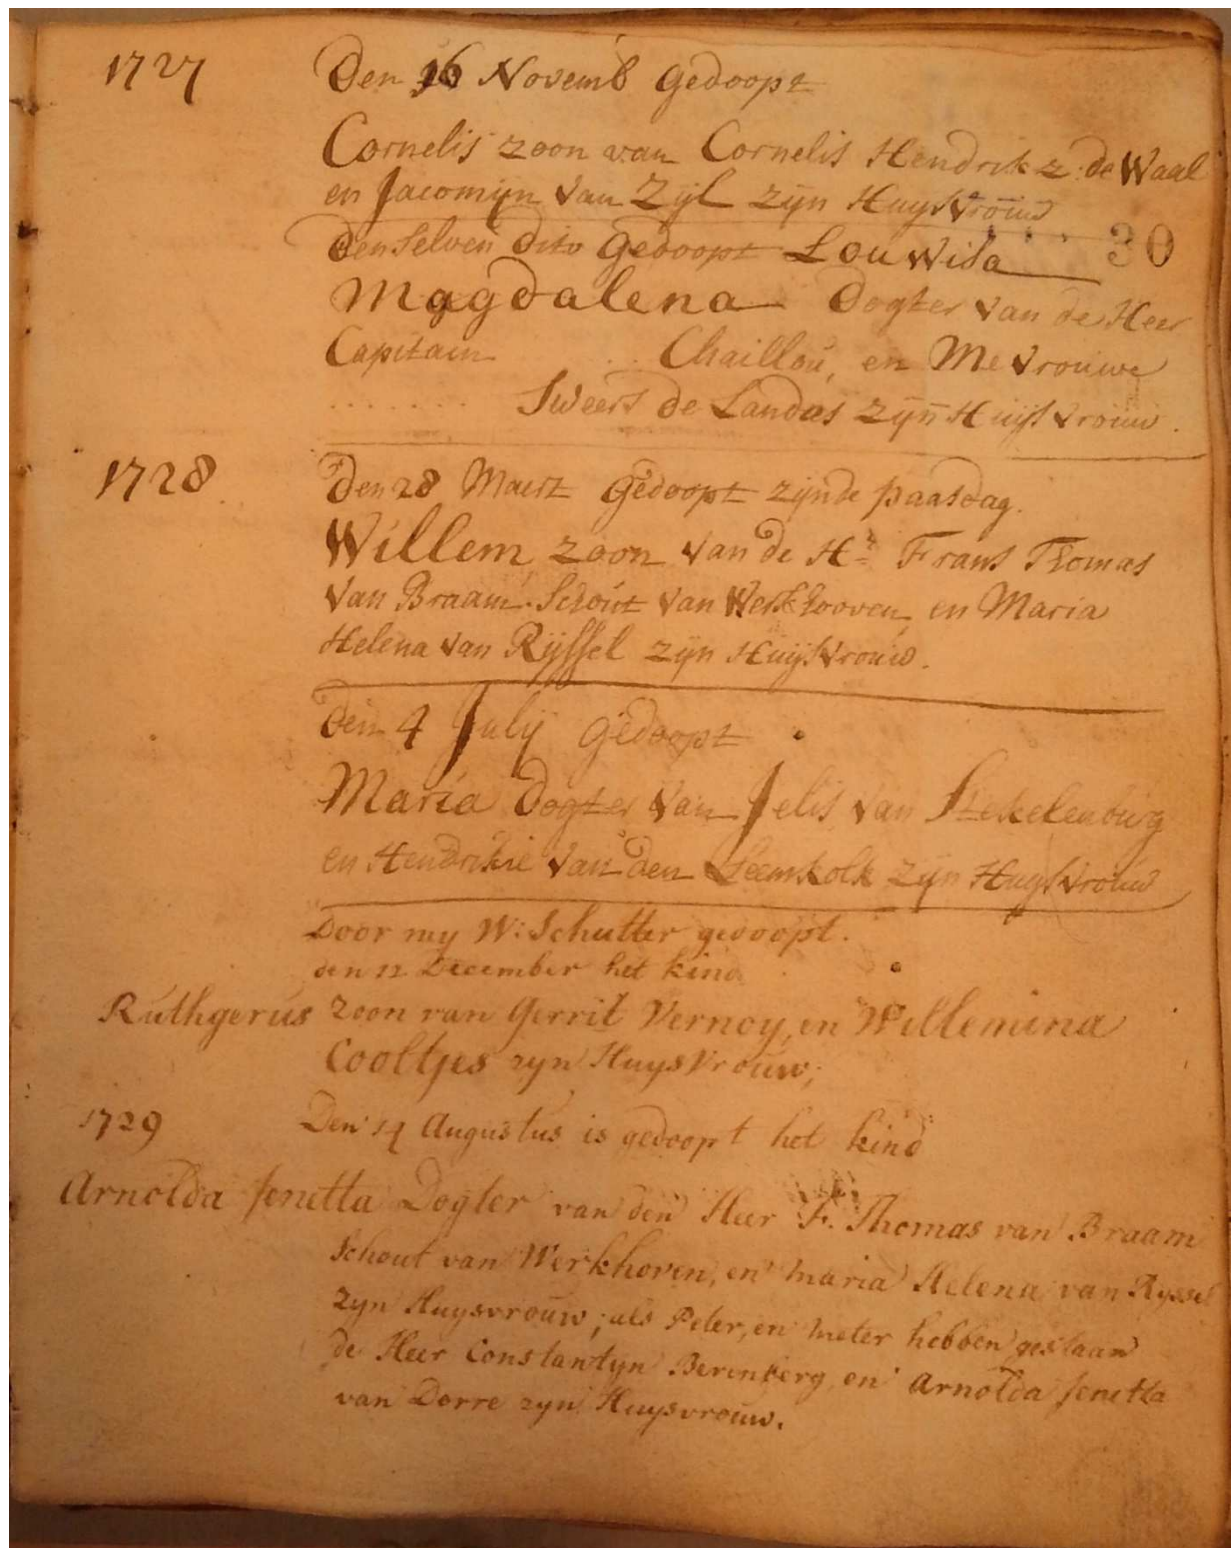 1727 Den 16 Novemb Gedoopt
Cornelis zoon van Cornelis Hendrik z: de Waal
en Jacomijn van Zijl zijn Huysvrouw
Denselven dito Gedoopt Louwisa
30
Magdalena Dogter van de Heer
Capitain . . Chaillou, en Mevrouwe
. . . . . . . Sweers de Landas zijn Huijsvrouw.
1728 Den 28 Maert Gedoopt zijnde paasdag.
Willem zoon van de Hr Frans Thomas
van Braam. Schout van Werkhooven en Maria
Helena van Rijssel zijn Huijsvrouw.
Den 4 Julij Gedoopt
Maria Dogter van Jelis van Stekelenburg
en Hendrikie van den Leemkolk zijn Huysvrouw
Door my W: Schutter gedoopt.
den 12 December het kind
Ruthgerus zoon van Gerrit Vernoy, en Willemina
Cooltjes zyn Huysvrouw;
1729 Den 14 Augustus is gedoopt het kind
Arnolda Jenetta Dogter van den Heer F. Thomas van Braam
Schout van Werkhoven, en maria Helena van Ryssel
zyn Huysvrouw; als Peter, en meter hebben gestaan
de Heer Constantyn Berenberg, en Arnolda Jenetta
van Dorre zyn Huysvrouw.